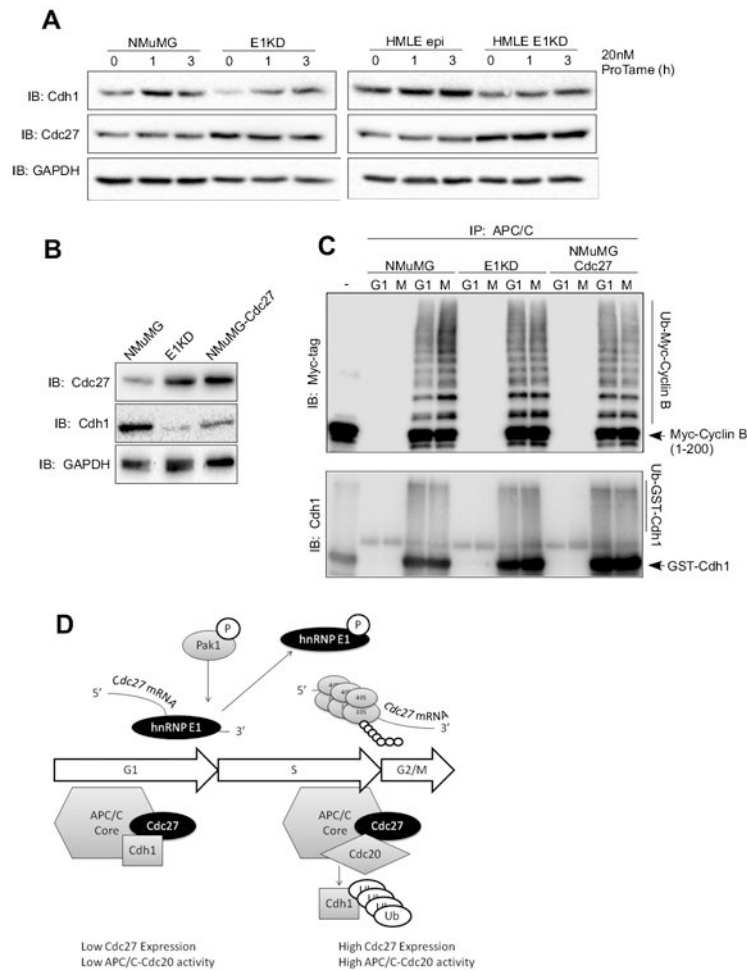 A
NMuMG E1KD HMLE epi HMLE E1KD
0 1 3 0 1 3 0 1 3 0 1 3
20nM
ProTame (h)
IB: Cdh1
IB: Cdc27
IB: GAPDH
B
NMuMG E1KD NMuMG-Cdc27
IB: Cdc27
IB: Cdh1
IB: GAPDH
C
IP: APC/C
NMuMG E1KD NMuMG
Cdc27
- G1 M G1 M G1 M G1 M G1 M G1 M
IB: Myc-tag
Ub-Myc-Cyclin B
Myc-Cyclin B
(1-200)
IB: Cdh1
Ub-GST-Cdh1
GST-Cdh1
D
P
Pak1
P
hnRNP E1
5' Cdc27 mRNA
hnRNP E1
3'
5'
40S
Cdc27 mRNA
3'
G1 S G2/M
APC/C
Core
Cdc27
Cdh1
APC/C
Core
Cdc27
Cdc20
Cdh1
Ub
Low Cdc27 Expression
Low APC/C-Cdc20 activity
High Cdc27 Expression
High APC/C-Cdc20 activity